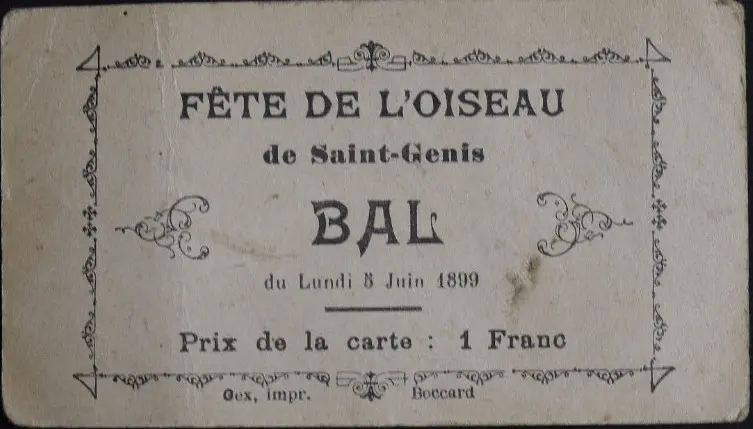 FÊTE DE L'OISEAU
de Saint-Genis
BAL
du Lundi 5 Juin 1899
Prix de la carte : 1 Franc
Gex, impr. Boccard